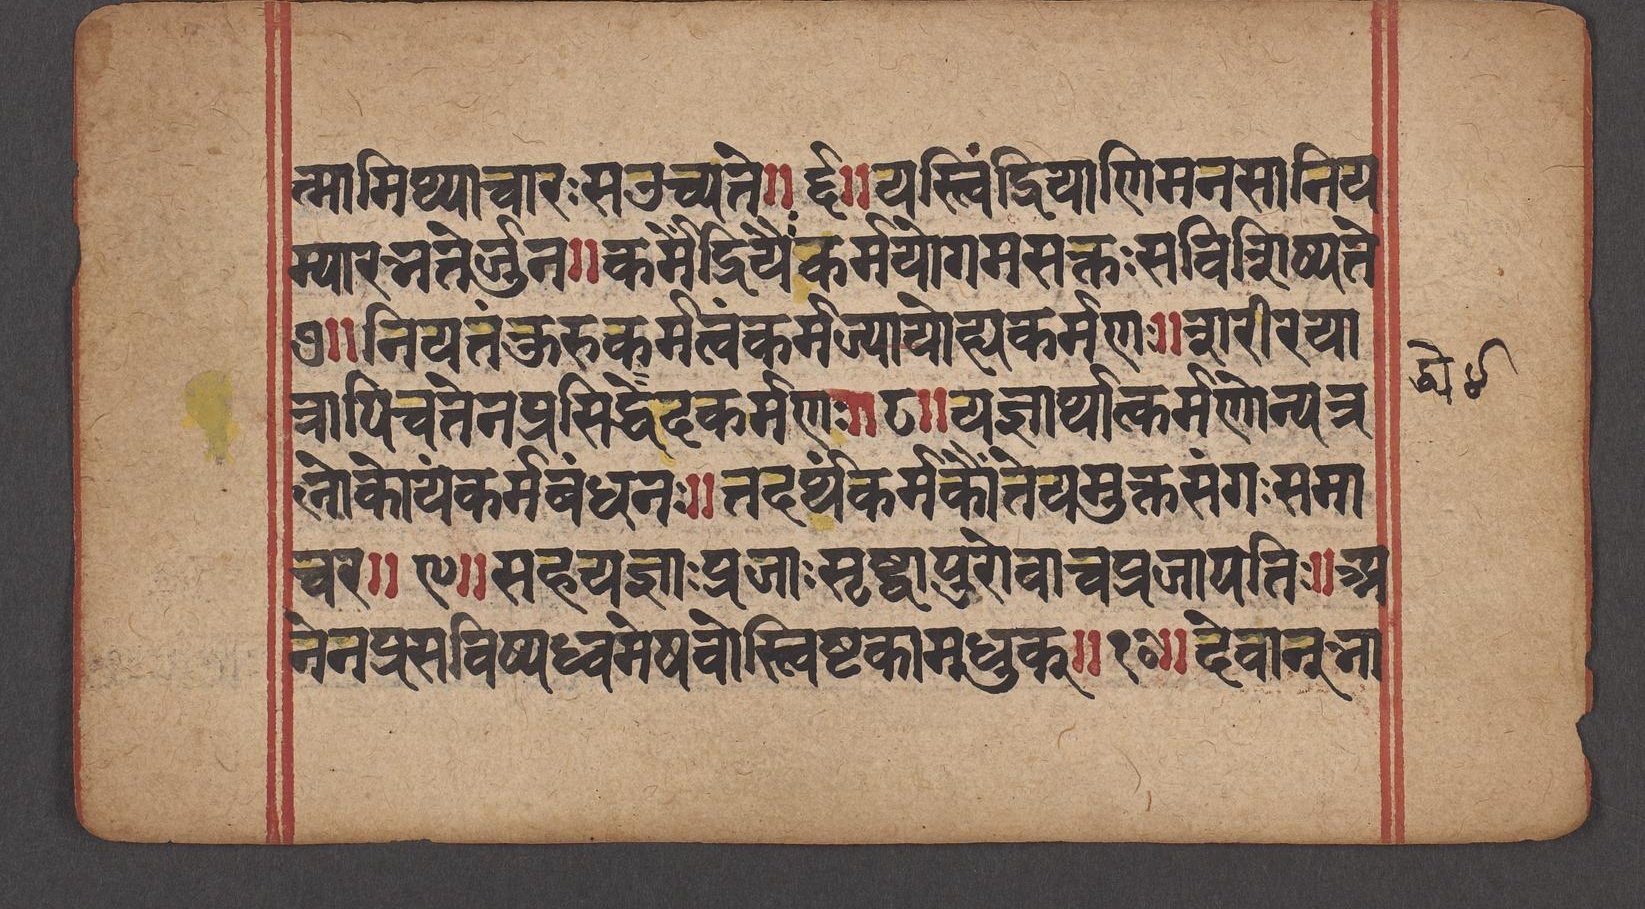 त्मामिथ्याचारःसउच्यते॥६॥यस्त्विंद्रियाणिमनसानिय
म्यारभतेर्जुन॥कर्मैंद्रियैःकर्मयोगमसक्तःसविशिष्यते
७॥नियतंकुरुकर्मत्वंकर्मज्यायोह्यकर्मणः॥शरीरया
त्रापिचतेनप्रसिद्धेदकर्मणः॥८॥यज्ञार्थात्कर्मणोन्यत्र
लोकोयंकर्मबंधनः॥तदर्थंकर्मकौंतेयमुक्तसंगःसमा
चर॥९॥सहयज्ञाःप्रजाःसृष्ट्वापुरोवाचप्रजापतिः॥अ
नेनप्रसविष्यध्वमेषवोस्त्विष्टकामधुक्॥१०॥देवान्भा